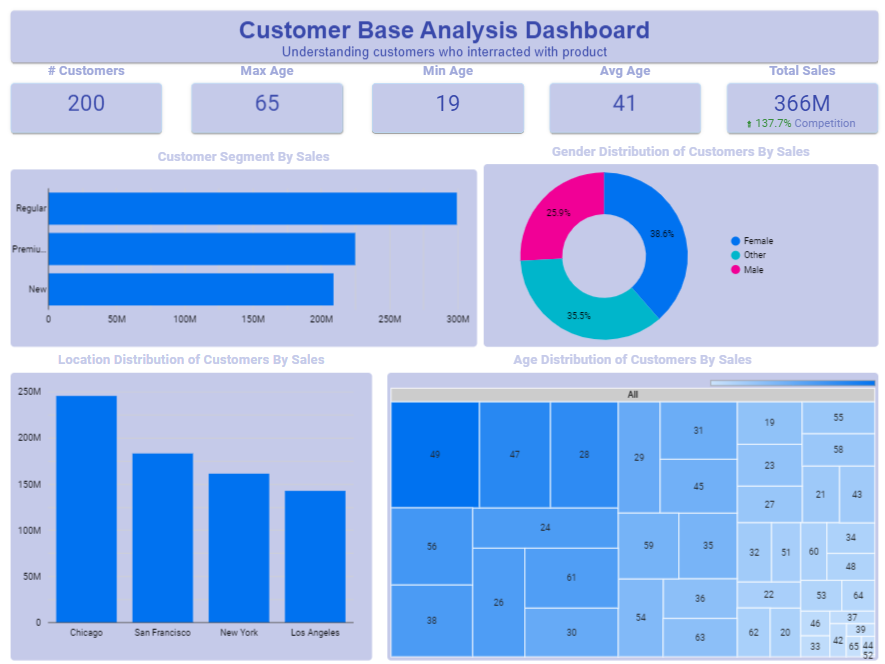 Customer Base Analysis Dashboard
Understanding customers who interracted with product
# Customers
Max Age
Min Age
Avg Age
Total Sales
200
65
19
41
366M
137.7% Competition
Customer Segment By Sales
Regular
Premiu...
New
0 50M 100M 150M 200M 250M 300M
Gender Distribution of Customers By Sales
25.9%
38.6%
35.5%
Female
Other
Male
Location Distribution of Customers By Sales
250M
200M
150M
100M
50M
0
Chicago San Francisco New York Los Angeles
Age Distribution of Customers By Sales
All
49
47
28
29
31
45
19
23
27
55
58
21
43
56
38
24
26
61
30
59
35
54
36
63
32
51
60
34
48
22
62
20
53
64
46
33
42
37
39
65
44
52